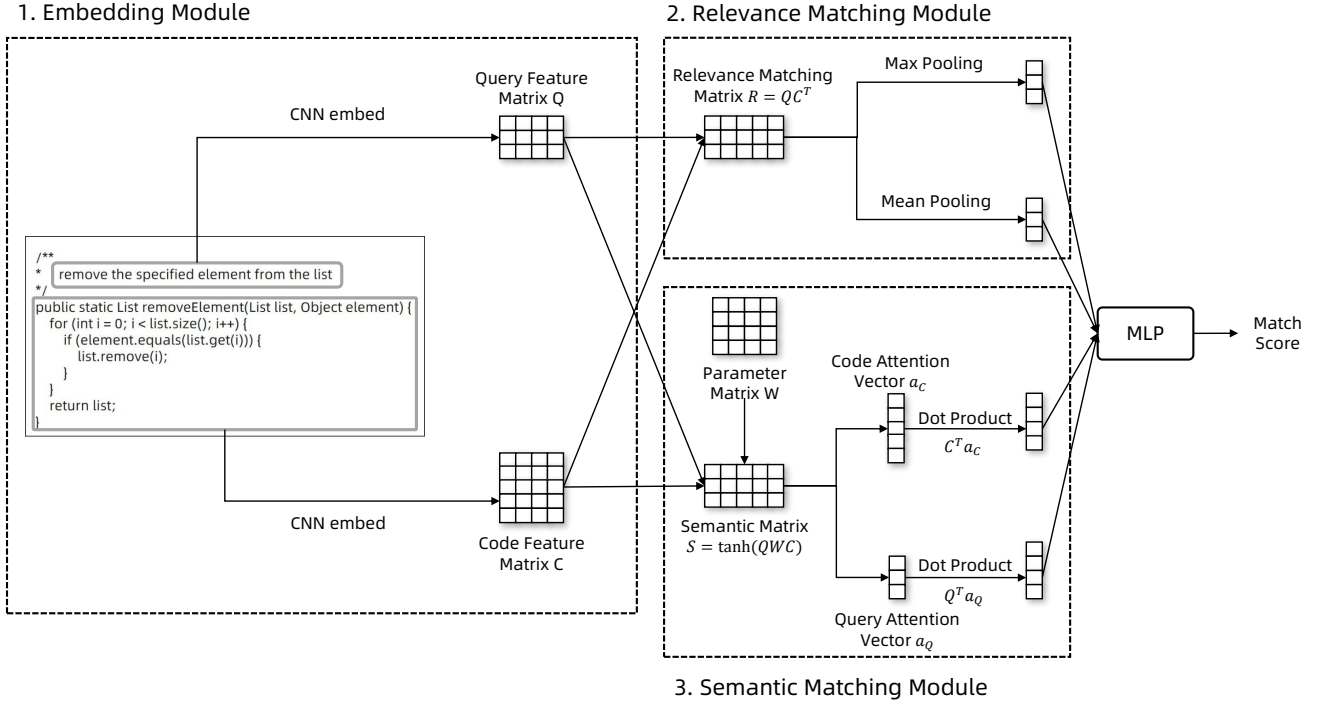 1. Embedding Module
2. Relevance Matching Module
Query Feature
Matrix Q
CNN embed
/**
* remove the specified element from the list
*/
public static List removeElement(List list, Object element) {
for (int i = 0; i < list.size(); i++) {
if (element.equals(list.get(i))) {
list.remove(i);
}
}
return list;
}
CNN embed
Code Feature
Matrix C
Relevance Matching
Matrix R = QC^T
Max Pooling
Mean Pooling
Parameter
Matrix W
Semantic Matrix
S = tanh(QWC)
Code Attention
Vector a_C
Dot Product
C^T a_C
Dot Product
Q^T a_Q
Query Attention
Vector a_Q
MLP
Match
Score
3. Semantic Matching Module